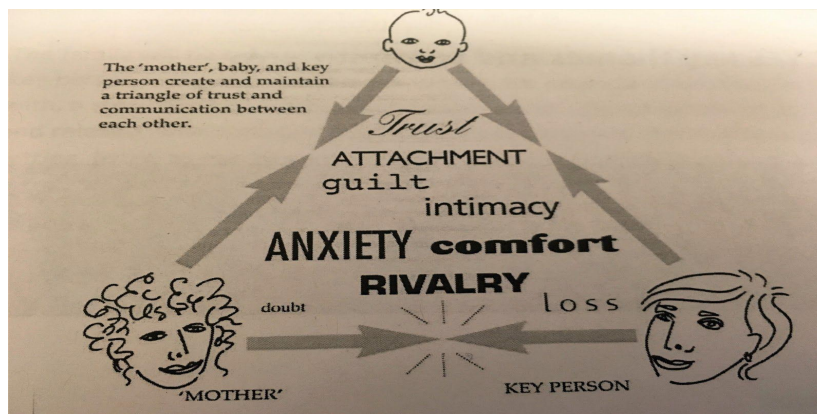 The 'mother', baby, and key
person create and maintain
a triangle of trust and
communication between
each other.
Trust
ATTACHMENT
guilt
intimacy
ANXIETY comfort
RIVALRY
doubt
loss
'MOTHER'
KEY PERSON